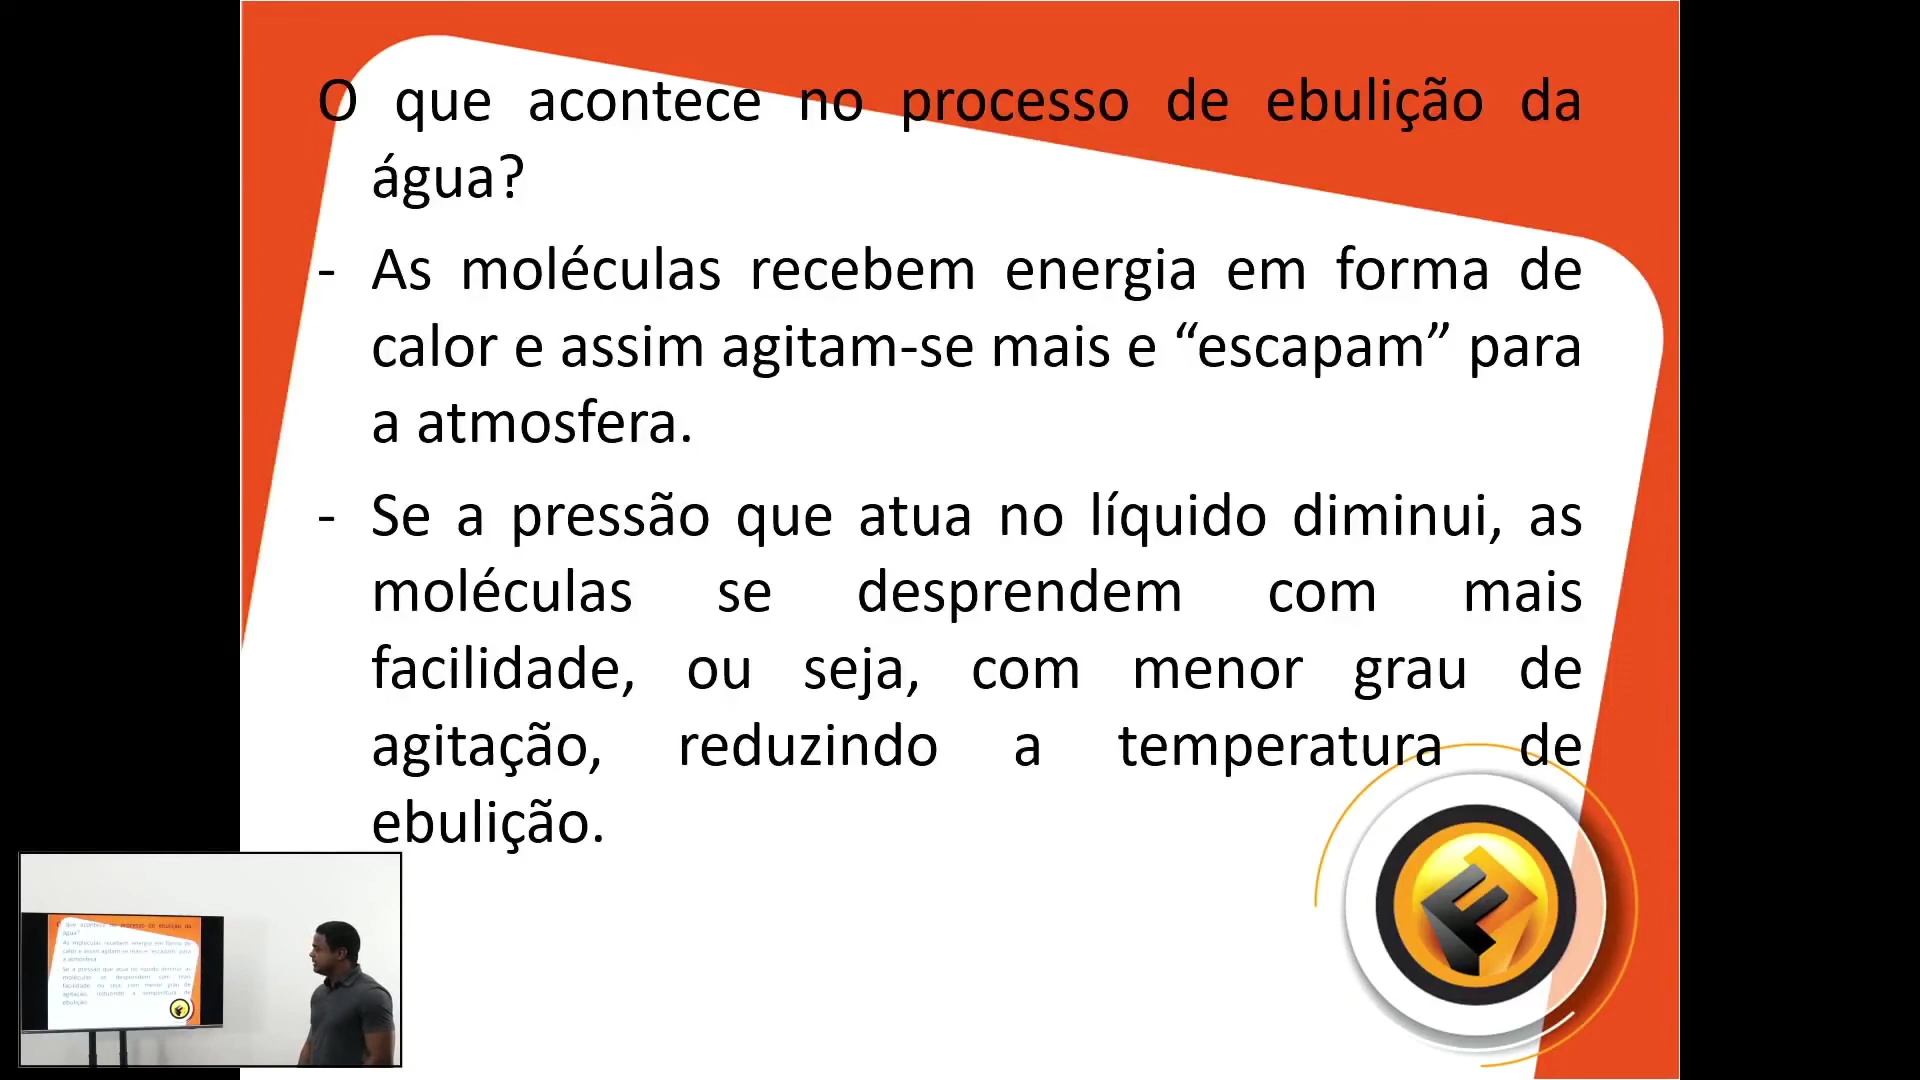 O que acontece no processo de ebulição da
água?
- As moléculas recebem energia em forma de
calor e assim agitam-se mais e “escapam” para
a atmosfera.
- Se a pressão que atua no líquido diminui, as
moléculas se desprendem com mais
facilidade, ou seja, com menor grau de
agitação, reduzindo a temperatura de
ebulição.